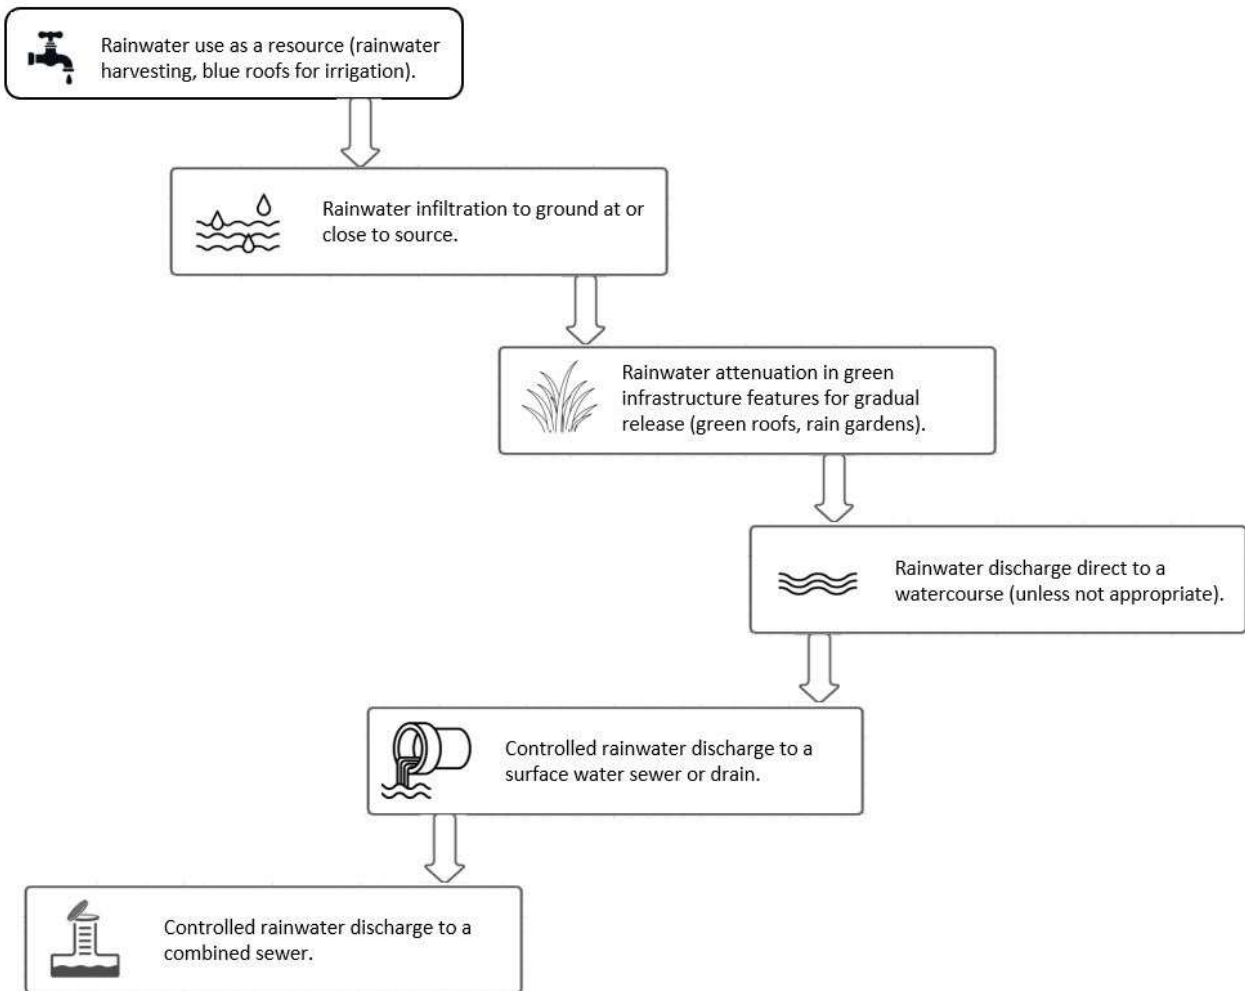 Rainwater use as a resource (rainwater
harvesting, blue roofs for irrigation).
Rainwater infiltration to ground at or
close to source.
Rainwater attenuation in green
infrastructure features for gradual
release (green roofs, rain gardens).
Rainwater discharge direct to a
watercourse (unless not appropriate).
Controlled rainwater discharge to a
surface water sewer or drain.
Controlled rainwater discharge to a
combined sewer.